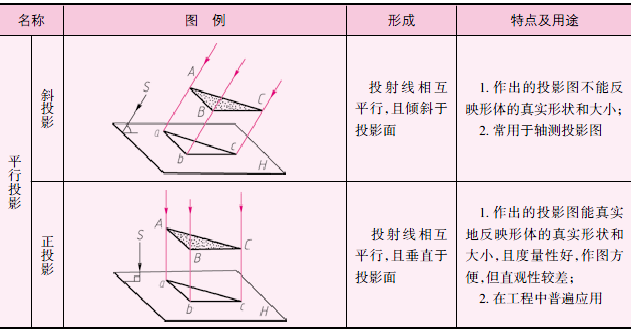 名称
图 例
形成
特点及用途
平行投影
斜投影
S
A
B
C
a
b
c
H
投射线相互
平行,且倾斜于
投影面
1. 作出的投影图不能反
映形体的真实形状和大小;
2. 常用于轴测投影图
正投影
S
A
B
C
a
b
c
H
投射线相互
平行,且垂直于
投影面
1. 作出的投影图能真实
地反映形体的真实形状和
大小,且度量性好,作图方
便,但直观性较差;
2. 在工程中普遍应用